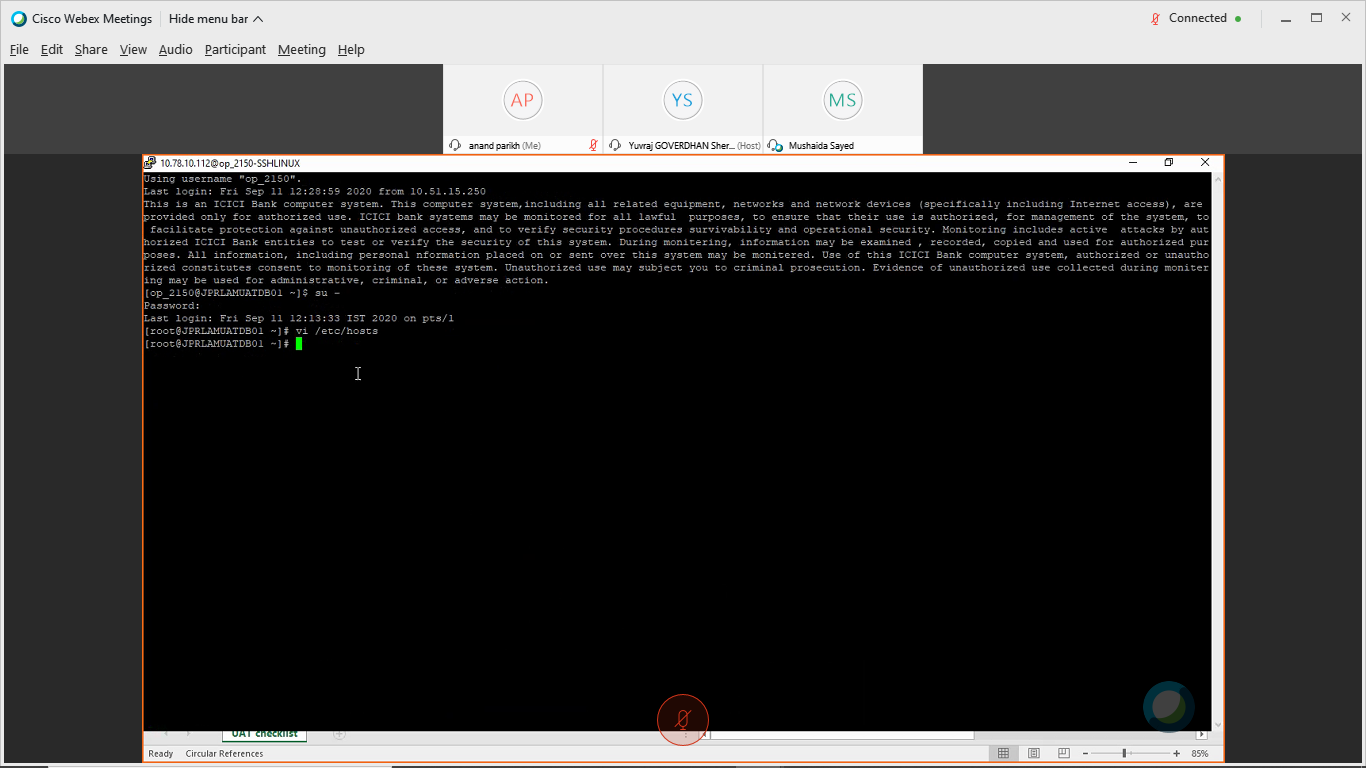 Cisco Webex Meetings
Hide menu bar
Connected
File Edit Share View Audio Participant Meeting Help
AP
YS
MS
anand parikh (Me)
Yuvraj GOVERDHAN Sher... (Host)
Mushaida Sayed
10.78.10.112@op_2150-SSHLINUX
Using username "op_2150".
Last login: Fri Sep 11 12:28:59 2020 from 10.51.15.250
This is an ICICI Bank computer system. This computer system,including all related equipment, networks and network devices (specifically including Internet access), are
provided only for authorized use. ICICI bank systems may be monitored for all lawful  purposes, to ensure that their use is authorized, for management of the system, to
 facilitate protection against unauthorized access, and to verify security procedures survivability and operational security. Monitoring includes active  attacks by aut
horized ICICI Bank entities to test or verify the security of this system. During monitering, information may be examined , recorded, copied and used for authorized pur
poses. All information, including personal nformation placed on or sent over this system may be monitered. Use of this ICICI Bank computer system, authorized or unautho
rized constitutes consent to monitoring of these system. Unauthorized use may subject you to criminal prosecution. Evidence of unauthorized use collected during moniter
ing may be used for administrative, criminal, or adverse action.
[op_2150@JPRLAMUATDB01 ~]$ su -
Password:
Last login: Fri Sep 11 12:13:33 IST 2020 on pts/1
[root@JPRLAMUATDB01 ~]# vi /etc/hosts
[root@JPRLAMUATDB01 ~]#
UAT checklist
Ready Circular References
85%